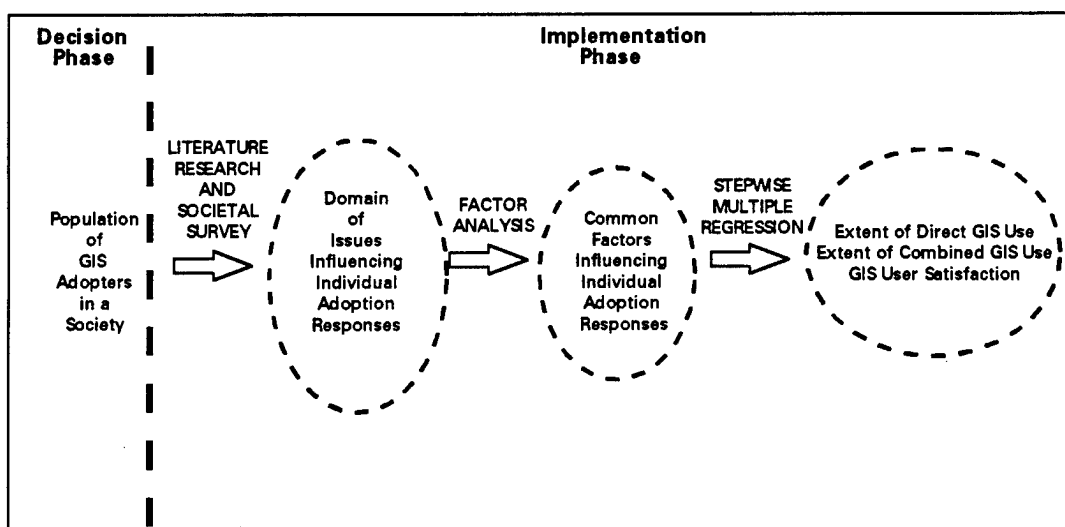 Decision
Phase
Implementation
Phase
Population
of
GIS
Adopters
in a
Society
LITERATURE
RESEARCH
AND
SOCIETAL
SURVEY
Domain
of
Issues
Influencing
Individual
Adoption
Responses
FACTOR
ANALYSIS
Common
Factors
Influencing
Individual
Adoption
Responses
STEPWISE
MULTIPLE
REGRESSION
Extent of Direct GIS Use
Extent of Combined GIS Use
GIS User Satisfaction